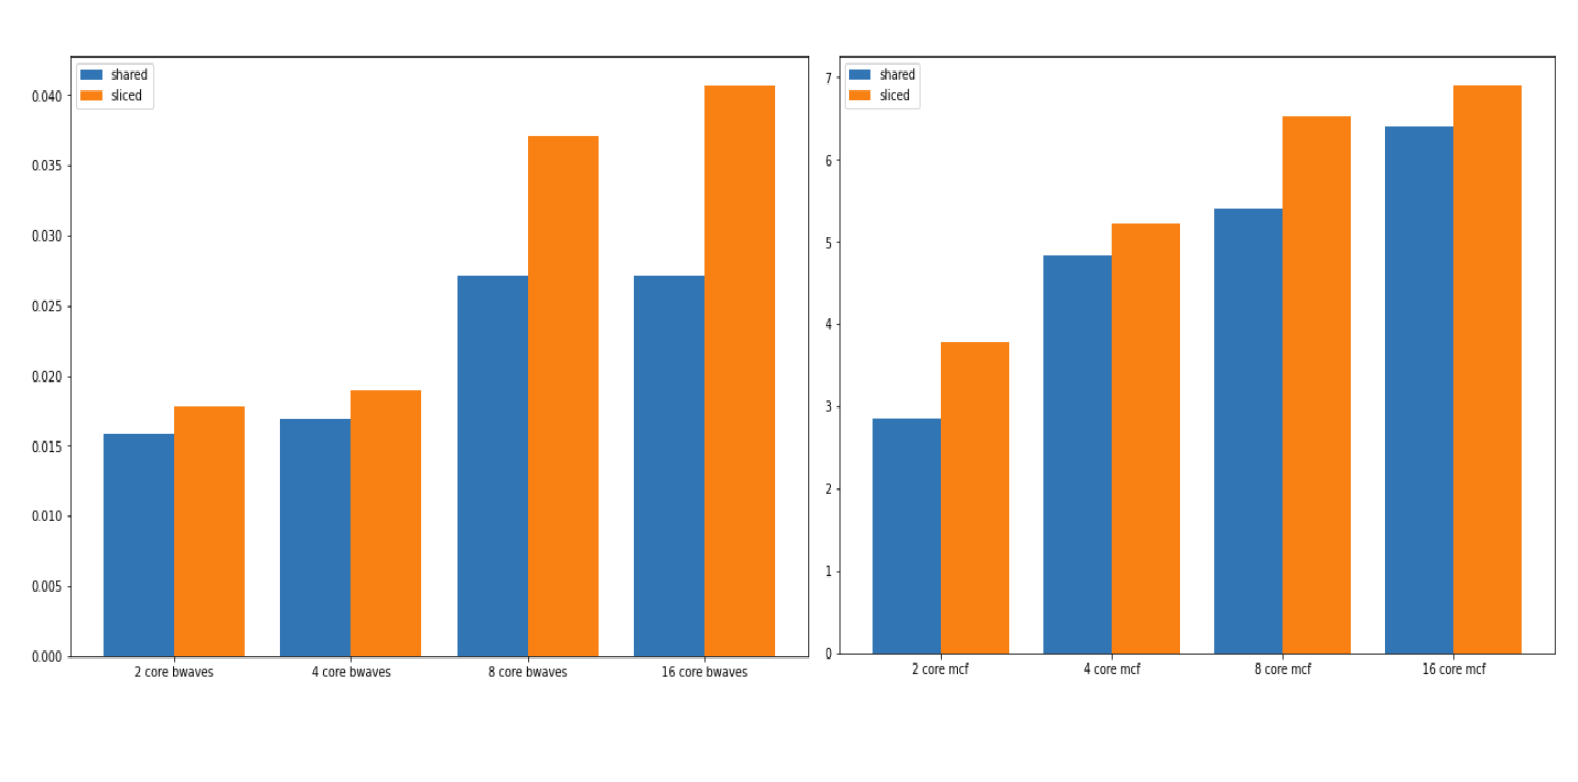 shared
sliced
0.040
0.035
0.030
0.025
0.020
0.015
0.010
0.005
0.000
2 core bwaves
4 core bwaves
8 core bwaves
16 core bwaves
shared
sliced
7
6
5
4
3
2
1
0
2 core mcf
4 core mcf
8 core mcf
16 core mcf